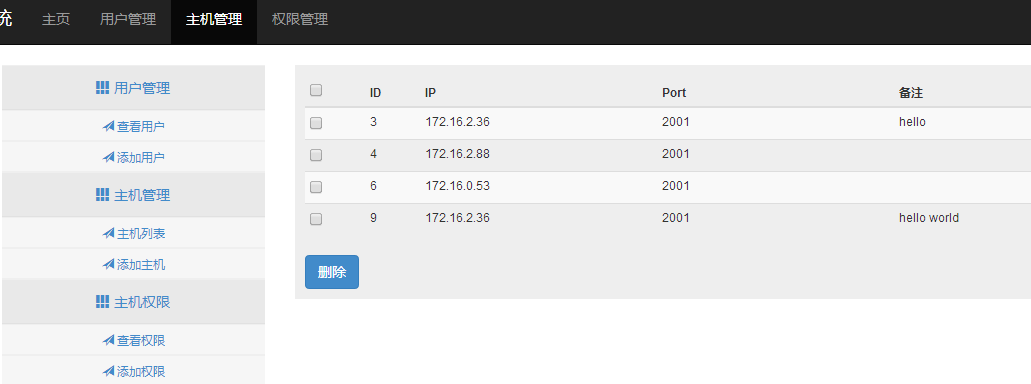 统 主页 用户管理 主机管理 权限管理
用户管理
查看用户
添加用户
主机管理
主机列表
添加主机
主机权限
查看权限
添加权限
ID IP Port 备注
3 172.16.2.36 2001 hello
4 172.16.2.88 2001
6 172.16.0.53 2001
9 172.16.2.36 2001 hello world
删除